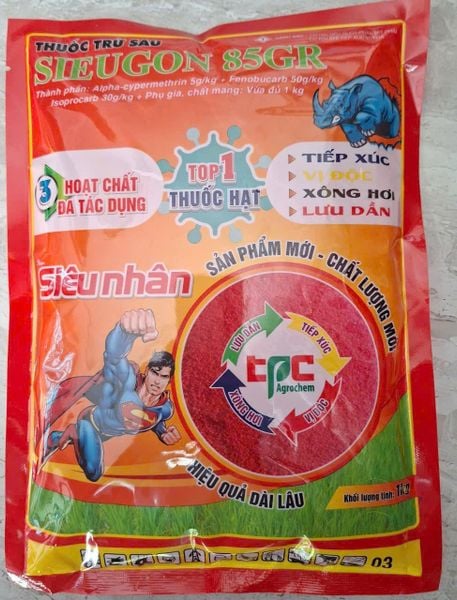 THUỐC TRỪ SÂU
SIEUGON 85GR
Thành phần: Alpha-cypermethrin 5g/kg + Fenobucarb 50g/kg
Isoprocarb 30g/kg + Phụ gia, chất mang: Vừa đủ 1 kg
3 HOẠT CHẤT
ĐA TÁC DỤNG
TOP 1
THUỐC HẠT
TIẾP XÚC
VỊ ĐỘC
XÔNG HƠI
LƯU DẪN
Siêu nhân
SẢN PHẨM MỚI - CHẤT LƯỢNG MỚI
LƯU DẪN
TIẾP XÚC
tpc
Agrochem
XÔNG HƠI
VỊ ĐỘC
HIỆU QUẢ DÀI LÂU
Khối lượng tịnh: 1kg
03